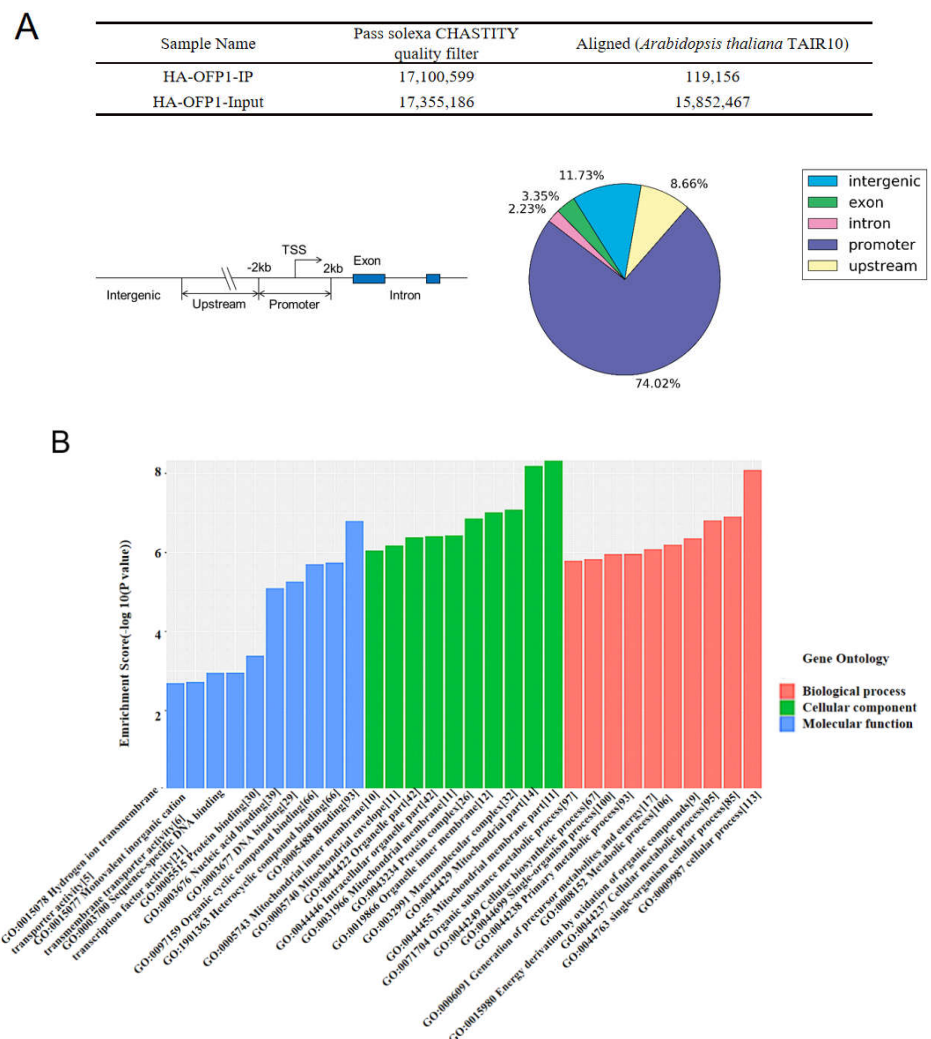 A
Sample Name
Pass solexa CHASTITY
quality filter
Aligned (Arabidopsis thaliana TAIR10)
HA-OFP1-IP 17,100,599 119,156
HA-OFP1-Input 17,355,186 15,852,467
11.73%
8.66%
3.35%
2.23%
74.02%
intergenic
exon
intron
promoter
upstream
TSS
-2kb
2kb
Exon
Intergenic
Upstream
Promoter
Intron
B
Emrichment Score(-log 10(P value))
8
6
4
2
Gene Ontology
Biological process
Cellular component
Molecular function
GO:0015078 Hydrogen ion transmembrane
transporter activity[5]
GO:0015077 Monovalent inorganic cation
transmembrane transporter activity[6]
GO:0003700 Sequence-specific DNA binding
transcription factor activity[21]
GO:0005515 Protein binding[30]
GO:0003676 Nucleic acid binding[39]
GO:0003677 DNA binding[29]
GO:0097159 Organic cyclic compound binding[66]
GO:1901363 Heterocyclic compound binding[66]
GO:0005488 Binding[93]
GO:0005743 Mitochondrial inner membrane[10]
GO:0005740 Mitochondrial envelope[11]
GO:0044422 Organelle part[42]
GO:0044446 Intracellular organelle part[42]
GO:0031966 Mitochondrial membrane[11]
GO:0043234 Protein complex[26]
GO:0019866 Organelle inner membrane[12]
GO:0032991 Macromolecular complex[32]
GO:0044429 Mitochondrial part[14]
GO:0044455 Mitochondrial membrane part[11]
GO:0071704 Organic substance metabolic process[97]
GO:0044249 Cellular biosynthetic process[67]
GO:0044699 Single-organism process[100]
GO:0044238 Primary metabolic process[93]
GO:0006091 Generation of precursor metabolites and energy[17]
GO:0008152 Metabolic process[106]
GO:0015980 Energy derivation by oxidation of organic compounds[9]
GO:0044237 Cellular metabolic process[95]
GO:0044763 single-organism cellular process[85]
GO:0009987 cellular process[113]